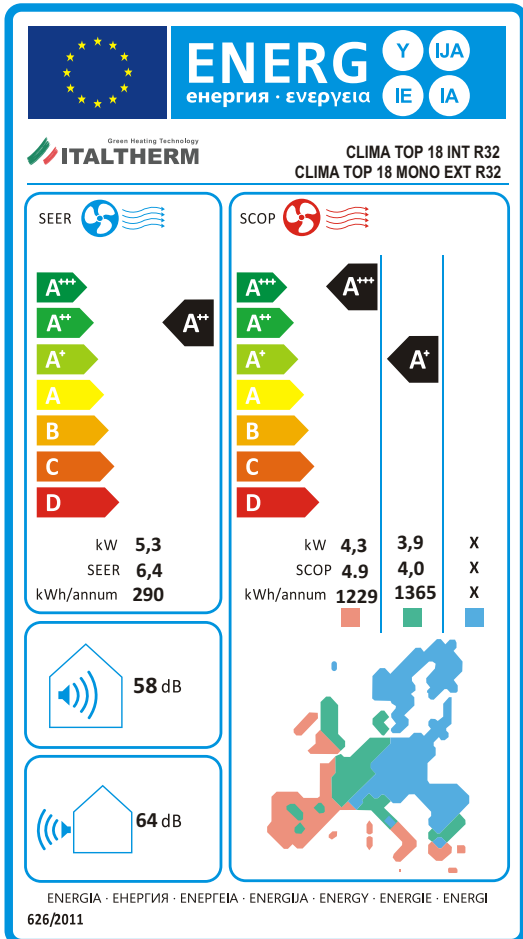 ENERG
енергия · ενεργεια
Y IJA
IE IA
Green Heating Technology
ITALTHERM
CLIMA TOP 18 INT R32
CLIMA TOP 18 MONO EXT R32
SEER
A+++
A++
A+
A
B
C
D
A++
kW 5,3
SEER 6,4
kWh/annum 290
SCOP
A+++
A++
A+
A
B
C
D
A+++
A+
kW 4,3 3,9 X
SCOP 4.9 4,0 X
kWh/annum 1229 1365 X
58 dB
64 dB
ENERGIA · ЕНЕРГИЯ · ΕΝΕΡΓΕΙΑ · ENERGIJA · ENERGY · ENERGIE · ENERGI
626/2011